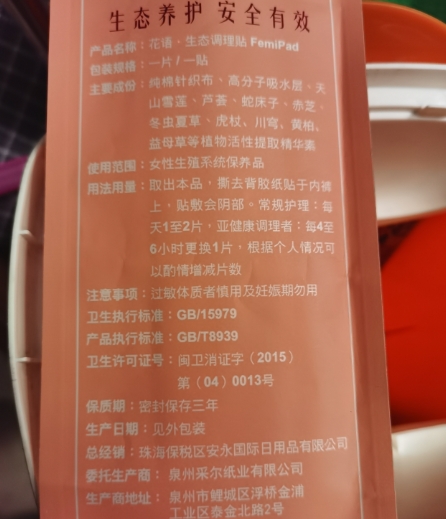 生态养护 安全有效
产品名称：花语·生态调理贴 FemiPad
包装规格：一片 / 一贴
主要成份：纯棉针织布、高分子吸水层、天
山雪莲、芦荟、蛇床子、赤芝、
冬虫夏草、虎杖、川芎、黄柏、
益母草等植物活性提取精华素
使用范围：女性生殖系统保养品
用法用量：取出本品，撕去背胶纸贴于内裤
上，贴敷会阴部。常规护理：每
天1至2片，亚健康调理者：每4至
6小时更换1片，根据个人情况可
以酌情增减片数
注意事项：过敏体质者慎用及妊娠期勿用
卫生执行标准：GB/15979
产品执行标准：GB/T8939
卫生许可证号：闽卫消证字（2015）
第（04）0013号
保质期：密封保存三年
生产日期：见外包装
总经销：珠海保税区安永国际日用品有限公司
委托生产商：泉州采尔纸业有限公司
生产商地址：泉州市鲤城区浮桥金浦
工业区泰金北路2号